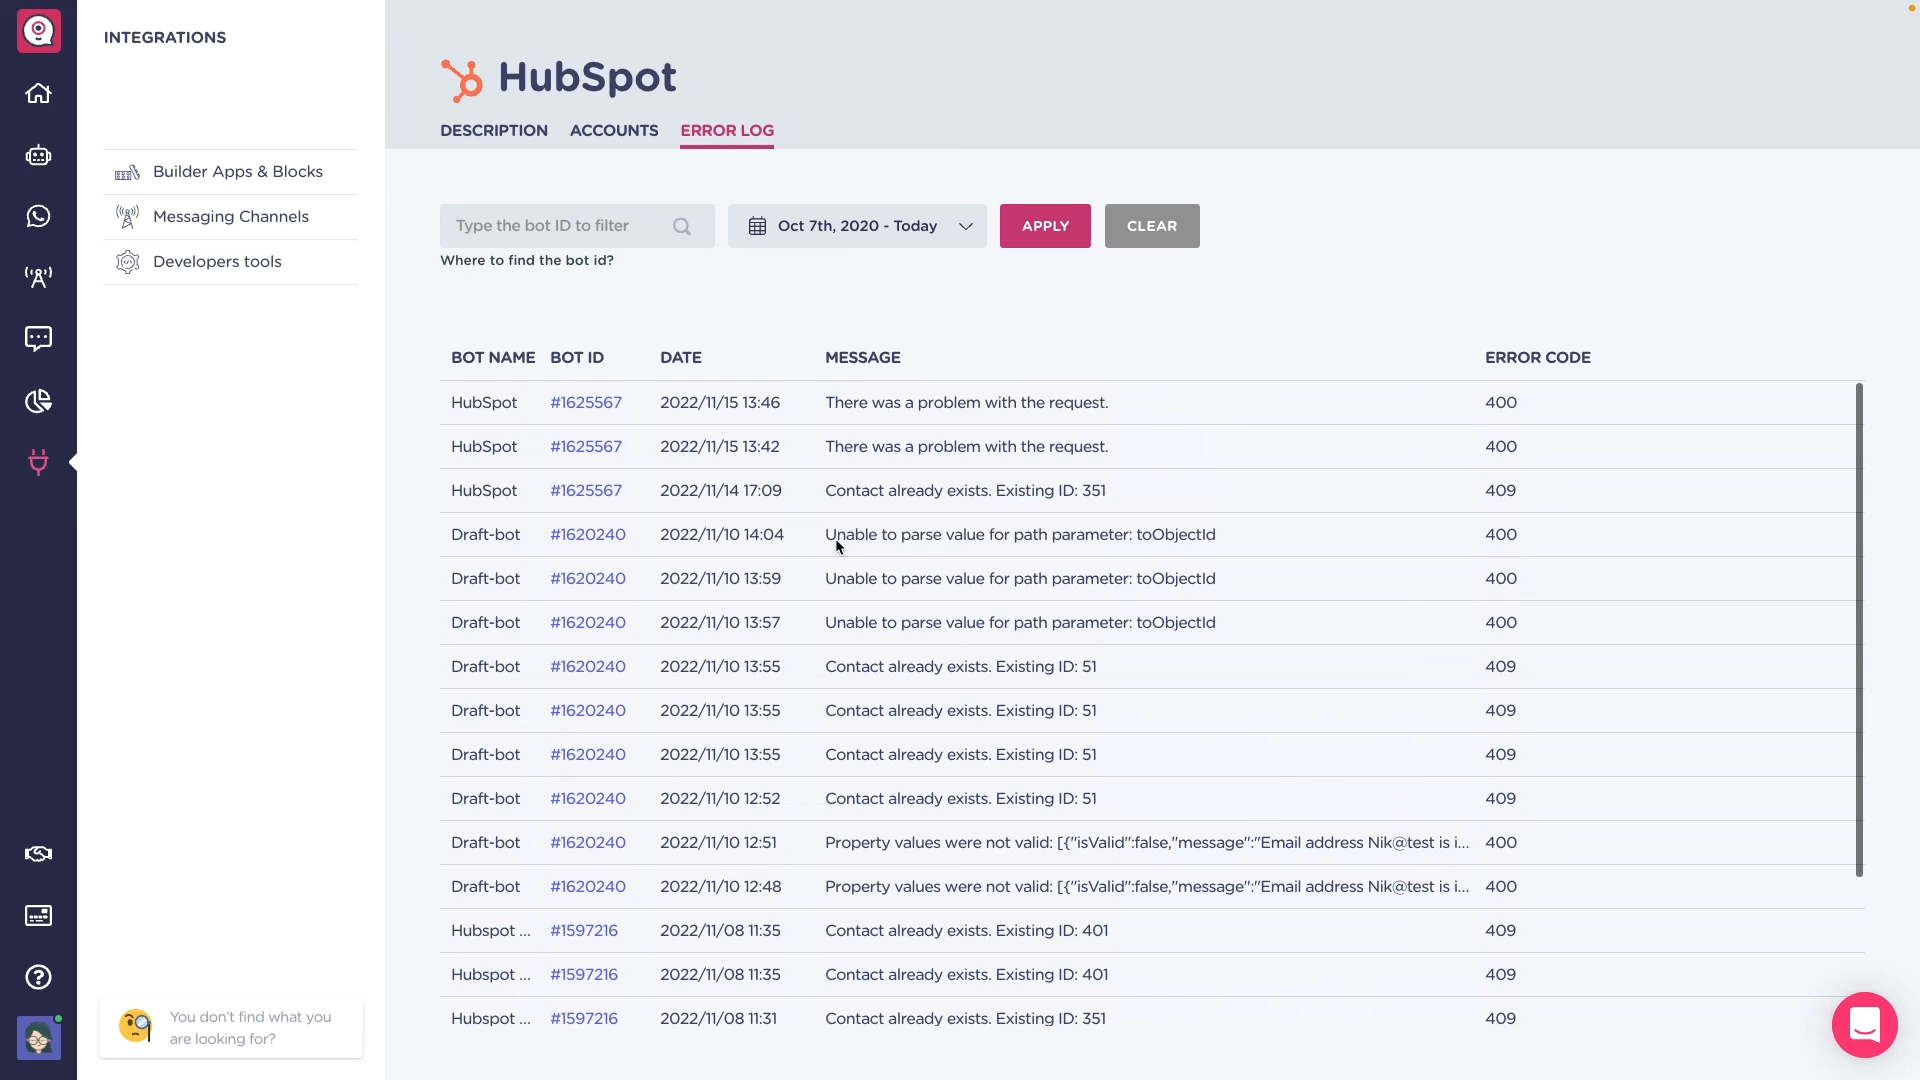 INTEGRATIONS
Builder Apps & Blocks
Messaging Channels
Developers tools
You don't find what you
are looking for?
HubSpot
DESCRIPTION ACCOUNTS ERROR LOG
Type the bot ID to filter Oct 7th, 2020 - Today APPLY CLEAR
Where to find the bot id?
BOT NAME BOT ID DATE MESSAGE ERROR CODE
HubSpot #1625567 2022/11/15 13:46 There was a problem with the request. 400
HubSpot #1625567 2022/11/15 13:42 There was a problem with the request. 400
HubSpot #1625567 2022/11/14 17:09 Contact already exists. Existing ID: 351 409
Draft-bot #1620240 2022/11/10 14:04 Unable to parse value for path parameter: toObjectId 400
Draft-bot #1620240 2022/11/10 13:59 Unable to parse value for path parameter: toObjectId 400
Draft-bot #1620240 2022/11/10 13:57 Unable to parse value for path parameter: toObjectId 400
Draft-bot #1620240 2022/11/10 13:55 Contact already exists. Existing ID: 51 409
Draft-bot #1620240 2022/11/10 13:55 Contact already exists. Existing ID: 51 409
Draft-bot #1620240 2022/11/10 13:55 Contact already exists. Existing ID: 51 409
Draft-bot #1620240 2022/11/10 12:52 Contact already exists. Existing ID: 51 409
Draft-bot #1620240 2022/11/10 12:51 Property values were not valid: [{"isValid":false,"message":"Email address Nik@test is i... 400
Draft-bot #1620240 2022/11/10 12:48 Property values were not valid: [{"isValid":false,"message":"Email address Nik@test is i... 400
Hubspot ... #1597216 2022/11/08 11:35 Contact already exists. Existing ID: 401 409
Hubspot ... #1597216 2022/11/08 11:35 Contact already exists. Existing ID: 401 409
Hubspot ... #1597216 2022/11/08 11:31 Contact already exists. Existing ID: 351 409